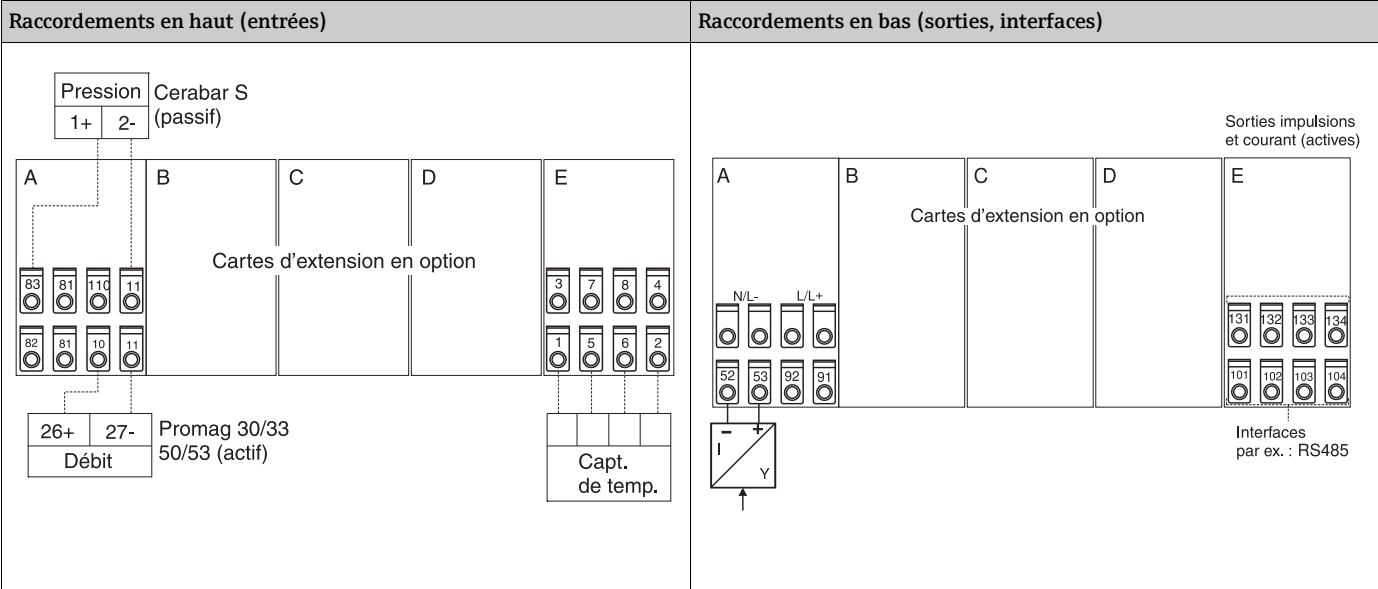 Raccordements en haut (entrées)
Raccordements en bas (sorties, interfaces)
Pression
1+ 2-
Cerabar S
(passif)
A B C D E
Cartes d'extension en option
83 81 110 11
82 81 10 11
3 7 8 4
1 5 6 2
26+ 27-
Débit
Promag 30/33
50/53 (actif)
Capt.
de temp.
Sorties impulsions
et courant (actives)
A B C D E
Cartes d'extension en option
N/L- L/L+
52 53 92 91
131 132 133 134
101 102 103 104
- +
I
Y
Interfaces
par ex. : RS485